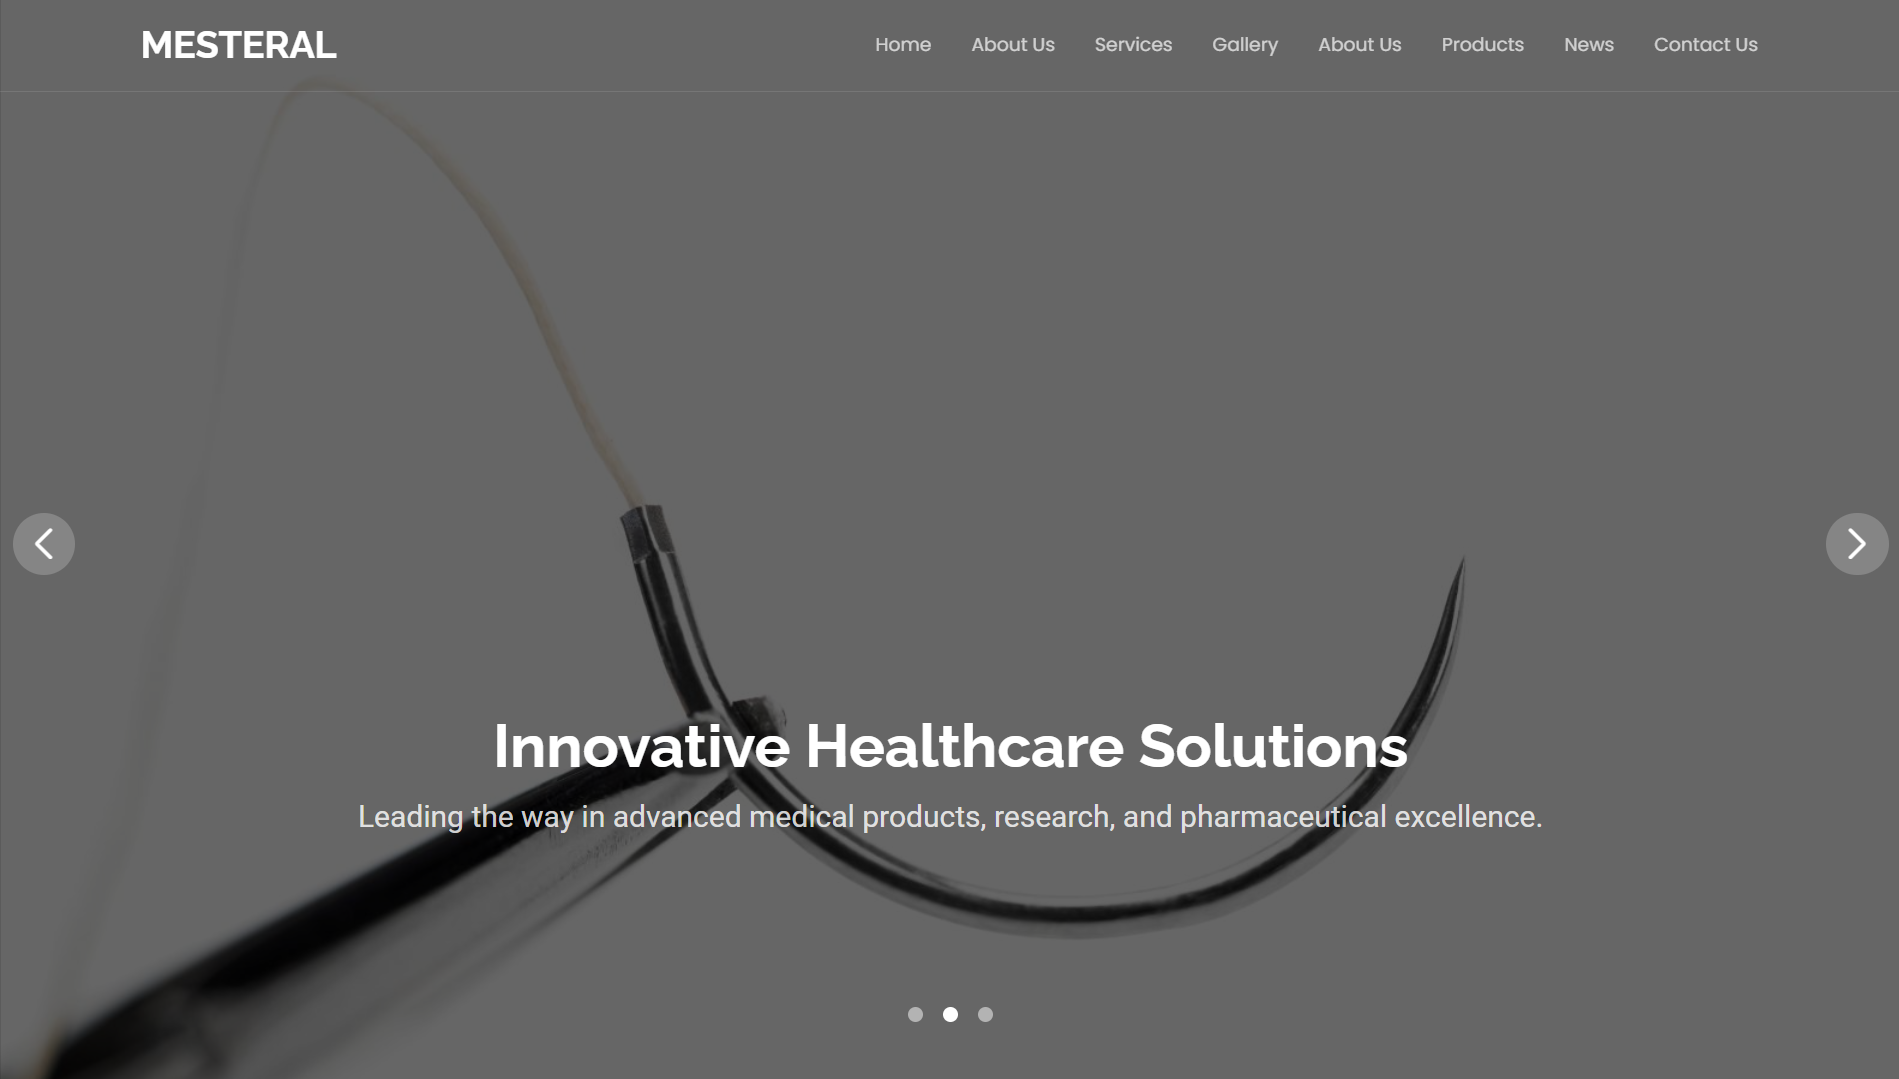 MESTERAL
Home About Us Services Gallery About Us Products News Contact Us
Innovative Healthcare Solutions
Leading the way in advanced medical products, research, and pharmaceutical excellence.